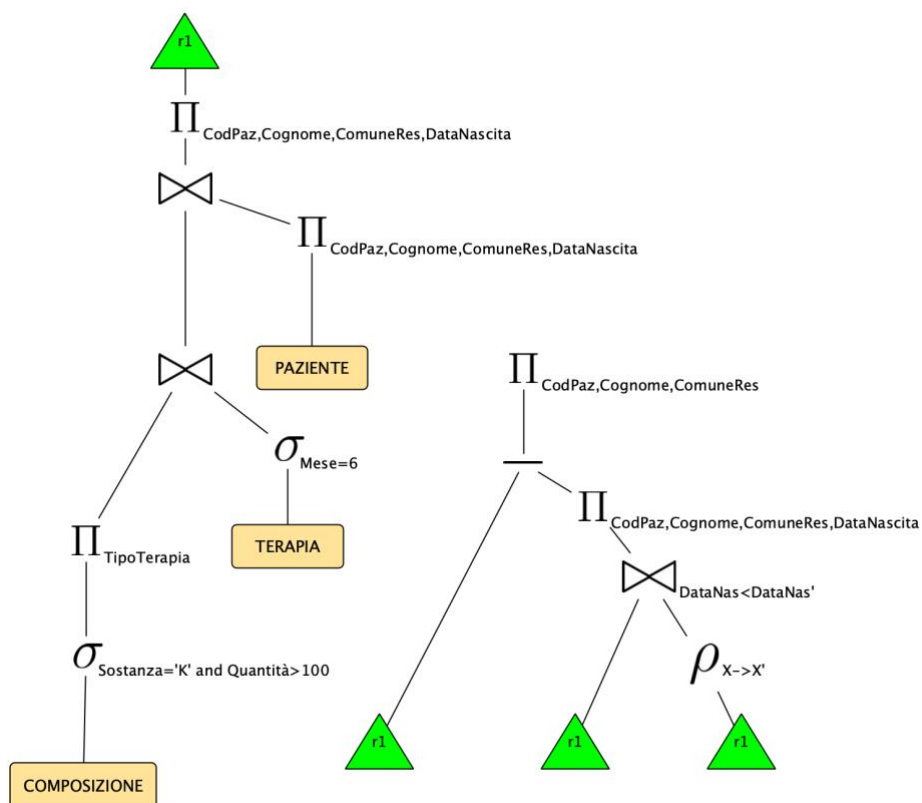 r1
Π CodPaz,Cognome,ComuneRes,DataNascita
⋈
Π CodPaz,Cognome,ComuneRes,DataNascita
PAZIENTE
⋈
σ Mese=6
TERAPIA
Π TipoTerapia
σ Sostanza='K' and Quantità>100
COMPOSIZIONE
Π CodPaz,Cognome,ComuneRes
—
Π CodPaz,Cognome,ComuneRes,DataNascita
⋈ DataNas<DataNas'
ρ X->X'
r1
r1
r1